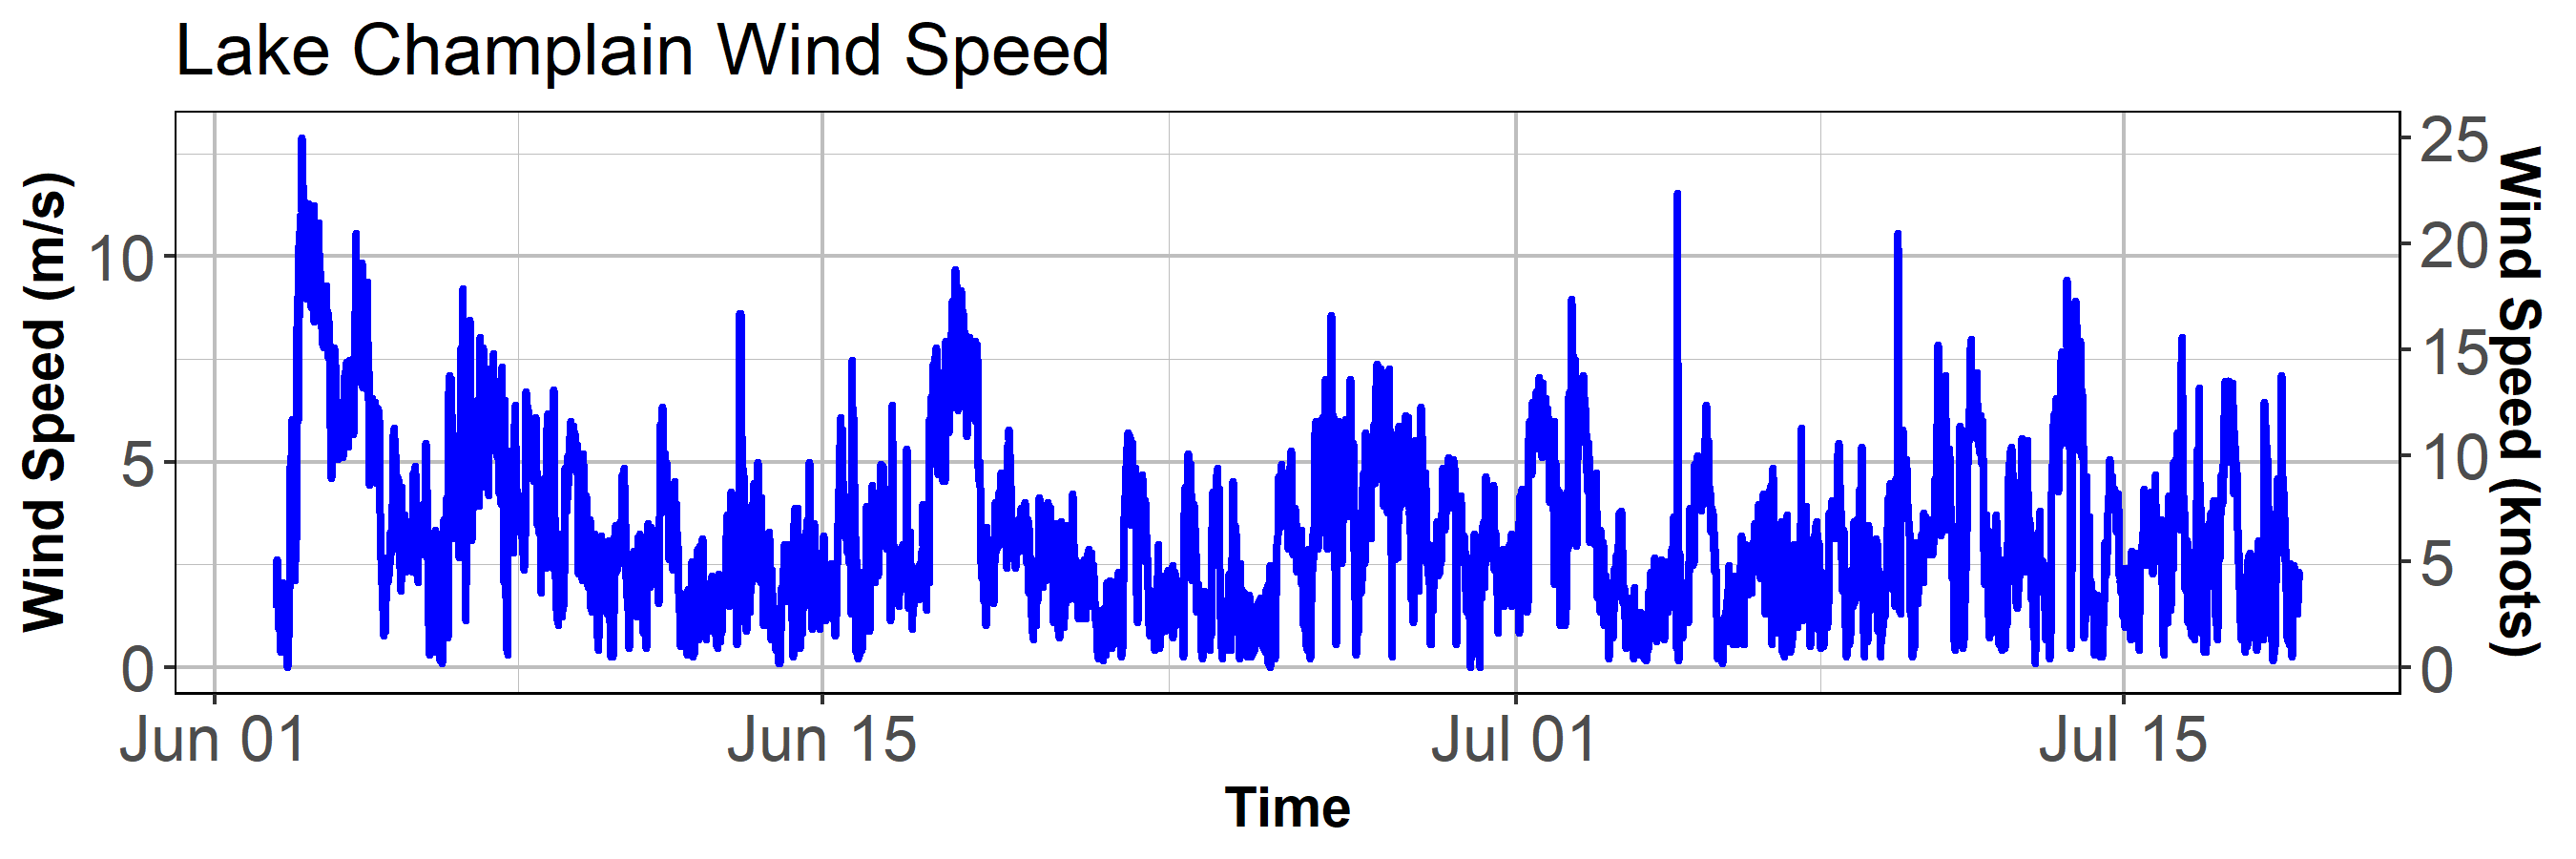 Lake Champlain Wind Speed
Wind Speed (m/s)
10
5
0
25
20
15
10
5
0
Wind Speed (knots)
Jun 01
Jun 15
Jul 01
Jul 15
Time